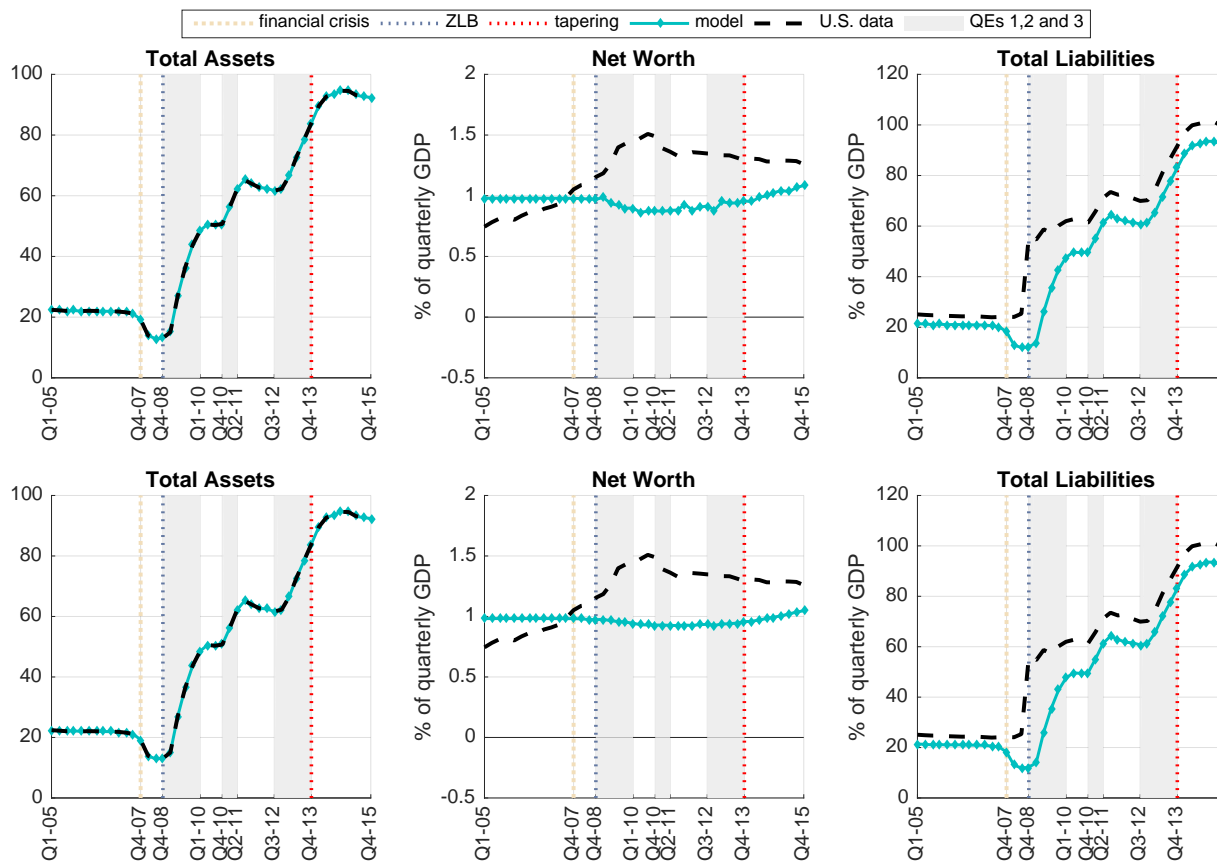 financial crisis ZLB tapering model U.S. data QEs 1,2 and 3
Total Assets Net Worth Total Liabilities
100
80
60
40
20
0
Q1-05
Q4-07
Q4-08
Q1-10
Q4-10
Q2-11
Q3-12
Q4-13
Q4-15
% of quarterly GDP
2
1.5
1
0.5
0
-0.5
Q1-05
Q4-07
Q4-08
Q1-10
Q4-10
Q2-11
Q3-12
Q4-13
Q4-15
% of quarterly GDP
120
100
80
60
40
20
0
Q1-05
Q4-07
Q4-08
Q1-10
Q4-10
Q2-11
Q3-12
Q4-13
Total Assets Net Worth Total Liabilities
100
80
60
40
20
0
Q1-05
Q4-07
Q4-08
Q1-10
Q4-10
Q2-11
Q3-12
Q4-13
Q4-15
% of quarterly GDP
2
1.5
1
0.5
0
-0.5
Q1-05
Q4-07
Q4-08
Q1-10
Q4-10
Q2-11
Q3-12
Q4-13
Q4-15
% of quarterly GDP
120
100
80
60
40
20
0
Q1-05
Q4-07
Q4-08
Q1-10
Q4-10
Q2-11
Q3-12
Q4-13